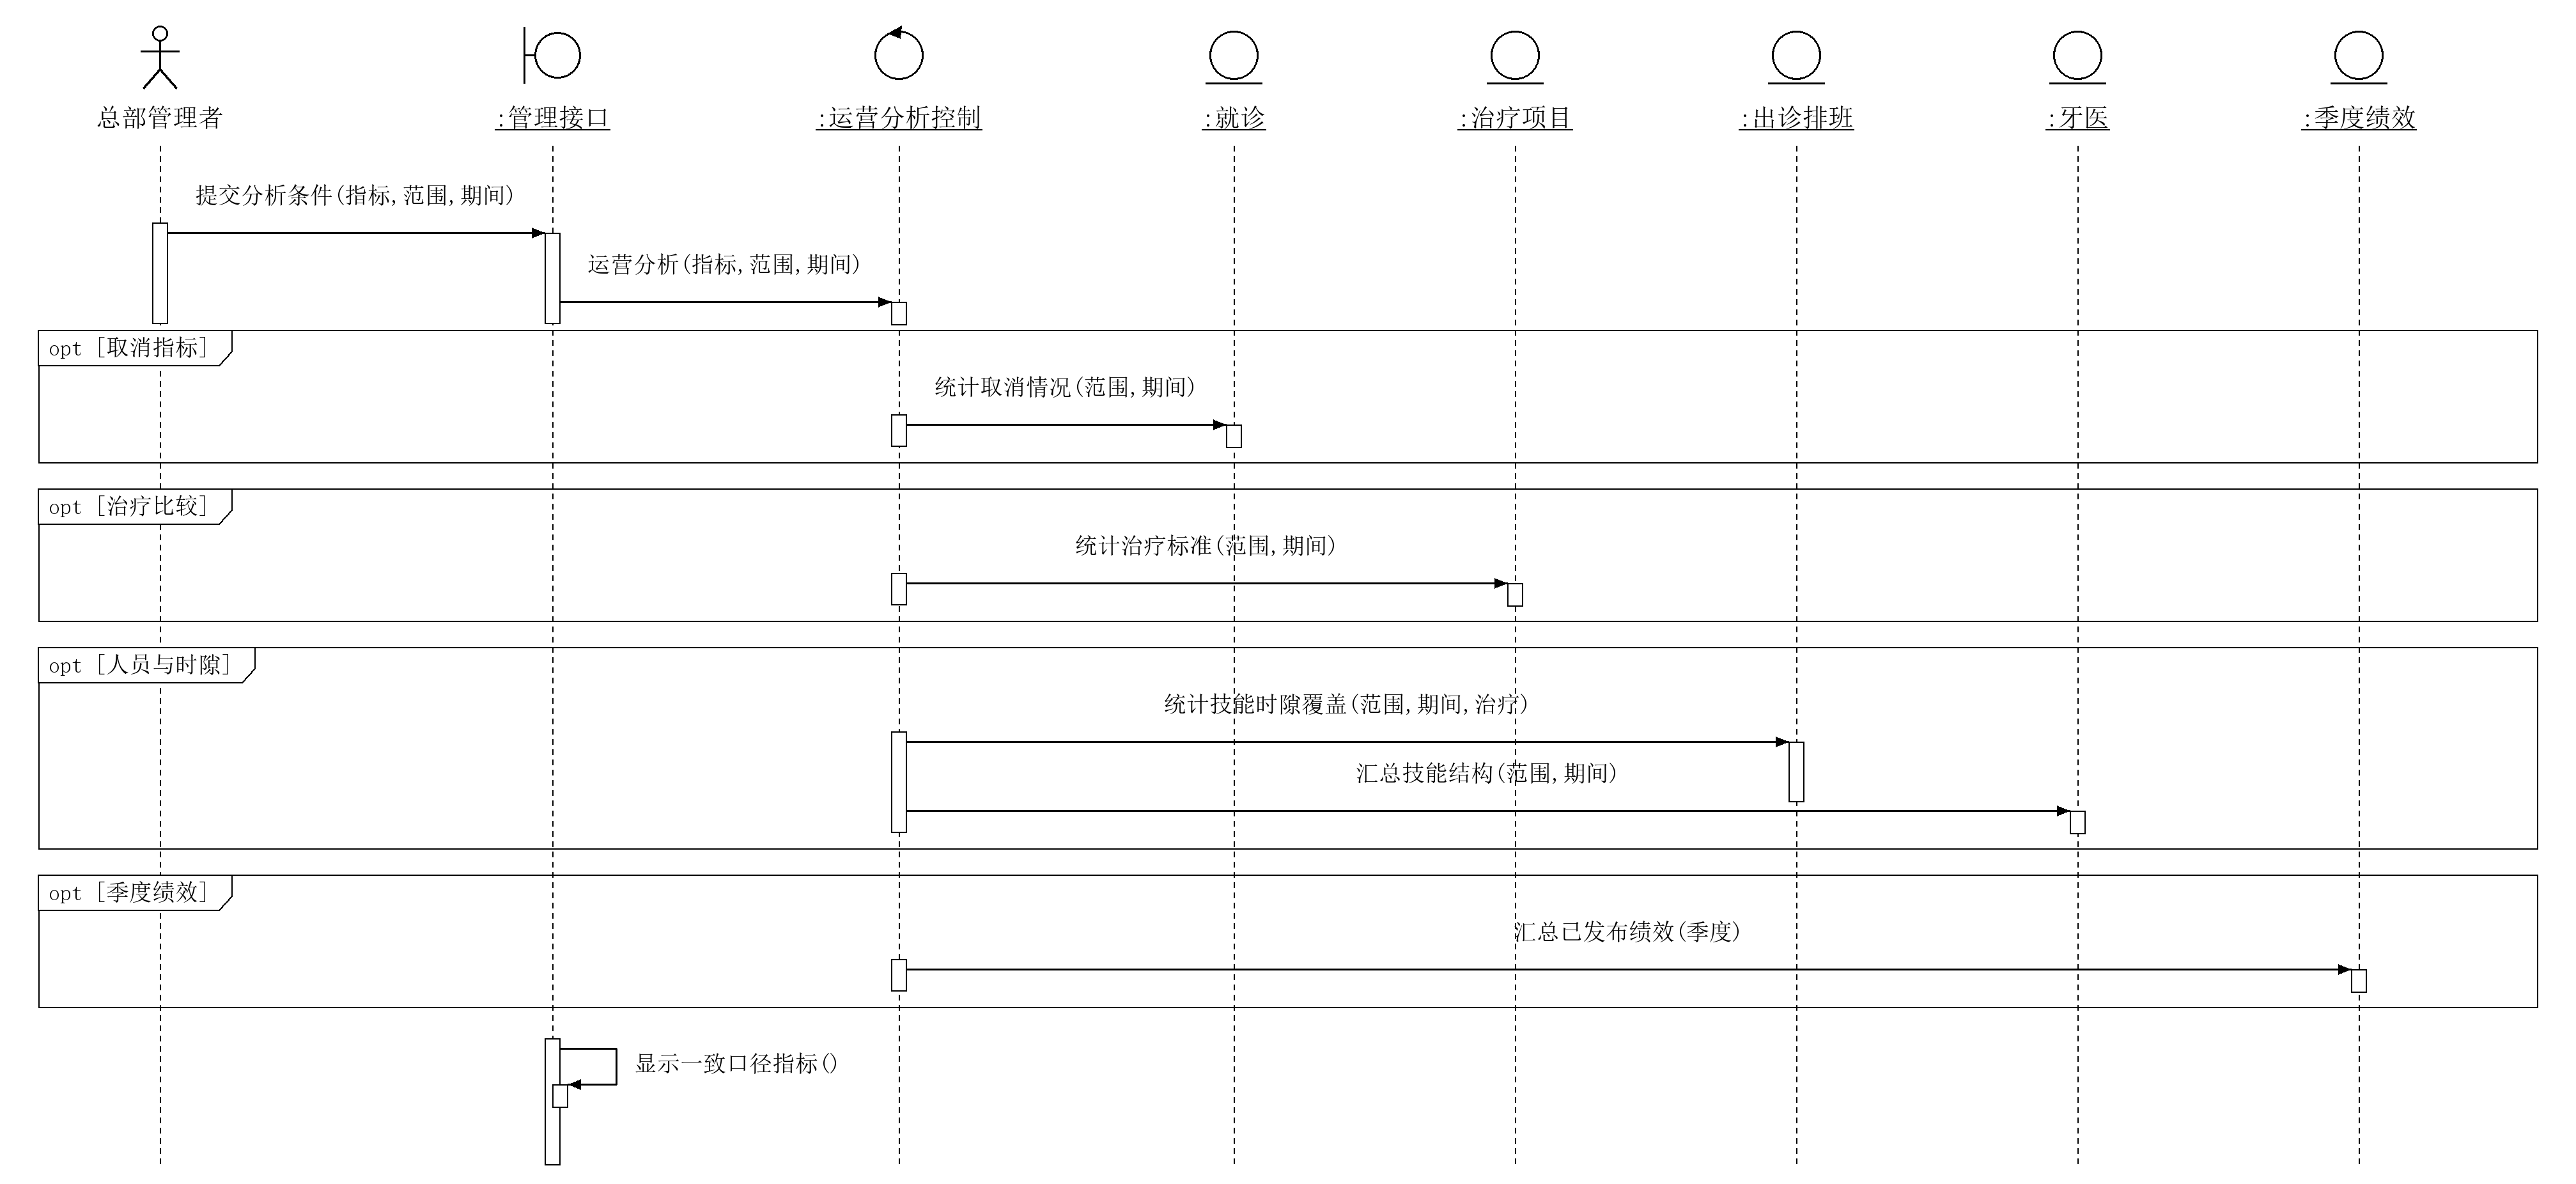 总部管理者
:管理接口
:运营分析控制
:就诊
:治疗项目
:出诊排班
:牙医
:季度绩效
提交分析条件(指标,范围,期间)
运营分析(指标,范围,期间)
opt [取消指标]
统计取消情况(范围,期间)
opt [治疗比较]
统计治疗标准(范围,期间)
opt [人员与时隙]
统计技能时隙覆盖(范围,期间,治疗)
汇总技能结构(范围,期间)
opt [季度绩效]
汇总已发布绩效(季度)
显示一致口径指标()